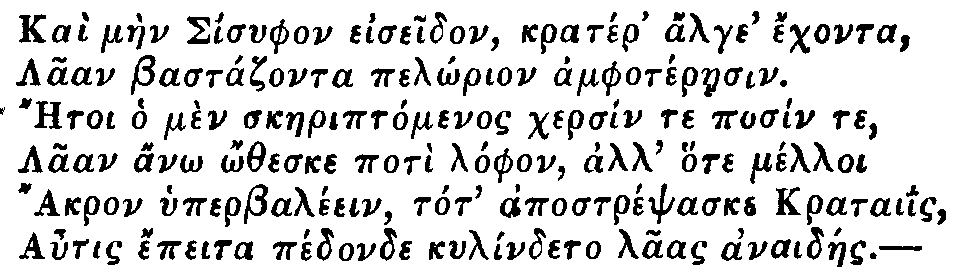 Καὶ μὴν Σίσυφον εἰσεῖδον, κρατέρ’ ἄλγε’ ἔχοντα,
Λᾶαν βαστάζοντα πελώριον ἀμφοτέρῃσιν.
Ἤτοι ὁ μὲν σκηριπτόμενος χερσίν τε ποσίν τε,
Λᾶαν ἄνω ὤθεσκε ποτὶ λόφον, ἀλλ’ ὅτε μέλλοι
Ἄκρον ὑπερβαλέειν, τότ’ ἀποστρέψασκε Κραταιῒς,
Αὖτις ἔπειτα πέδονδε κυλίνδετο λᾶας ἀναιδής.—